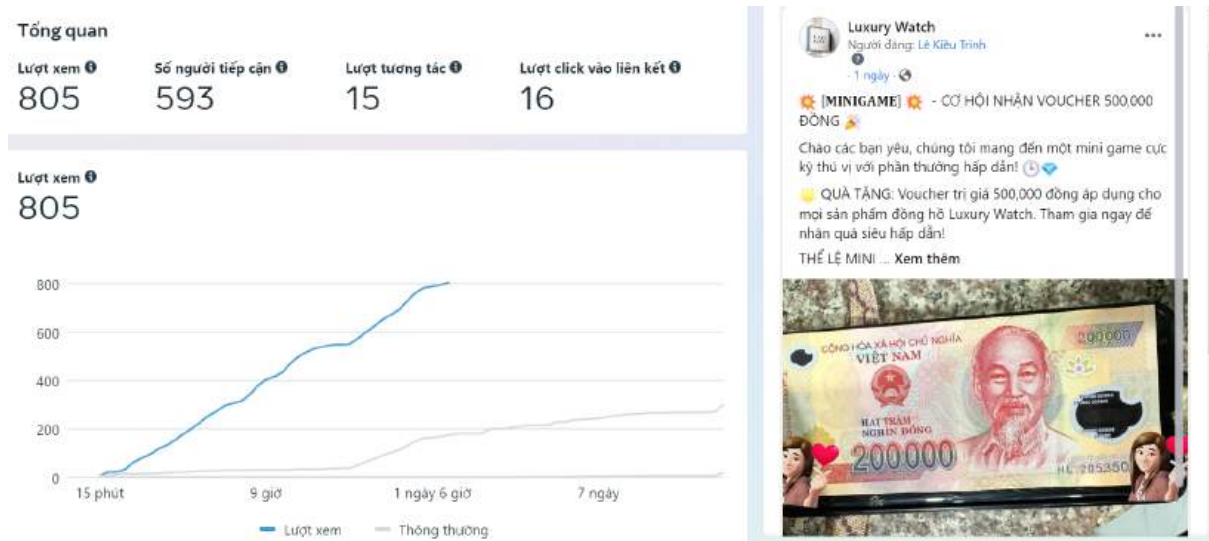 Tổng quan
Lượt xem
Số người tiếp cận
Lượt tương tác
Lượt click vào liên kết
805
593
15
16
Lượt xem
805
800
600
400
200
0
15 phút
9 giờ
1 ngày 6 giờ
7 ngày
Lượt xem
Thông thường
Luxury Watch
Người đăng: Lê Kiều Trinh
· 1 ngày ·
💥 [MINIGAME] 💥 - CƠ HỘI NHẬN VOUCHER 500,000
ĐỒNG 🎉
Chào các bạn yêu, chúng tôi mang đến một mini game cực
kỳ thú vị với phần thưởng hấp dẫn! 🕒💎
🌟 QUÀ TẶNG: Voucher trị giá 500,000 đồng áp dụng cho
mọi sản phẩm đồng hồ Luxury Watch. Tham gia ngay để
nhận quà siêu hấp dẫn!
THỂ LỆ MINI ... Xem thêm
CỘNG HÒA XÃ HỘI CHỦ NGHĨA
VIỆT NAM
200000
HAI TRĂM
NGHÌN ĐỒNG
200000